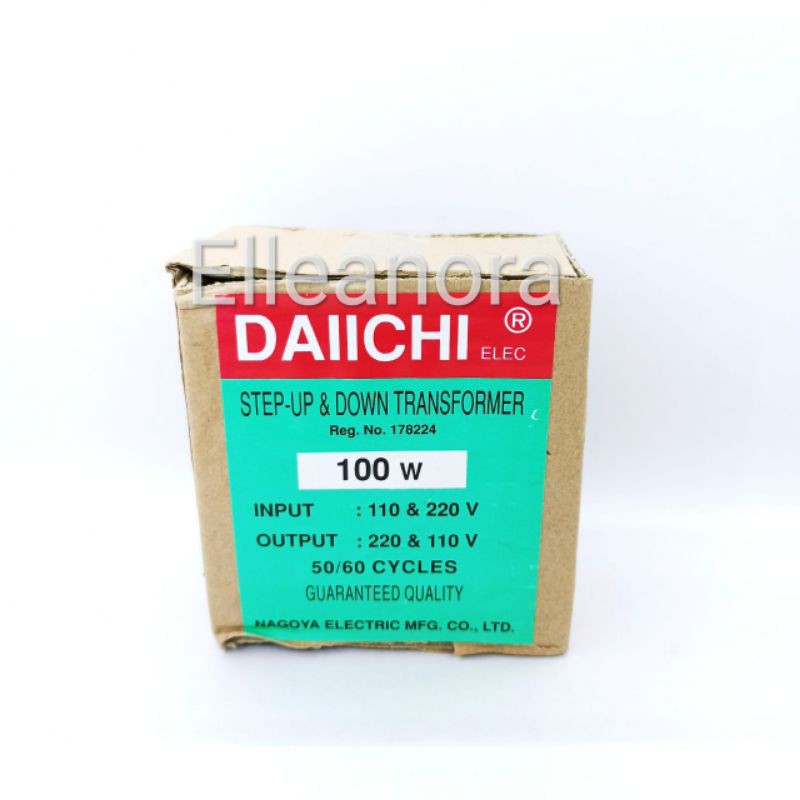 Elleanora
DAIICHI ®
ELEC
STEP-UP & DOWN TRANSFORMER
Reg. No. 178224
100 W
INPUT : 110 & 220 V
OUTPUT : 220 & 110 V
50/60 CYCLES
GUARANTEED QUALITY
NAGOYA ELECTRIC MFG. CO., LTD.